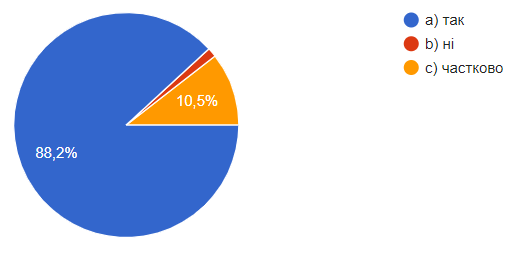 a) так
b) ні
c) частково
10,5%
88,2%